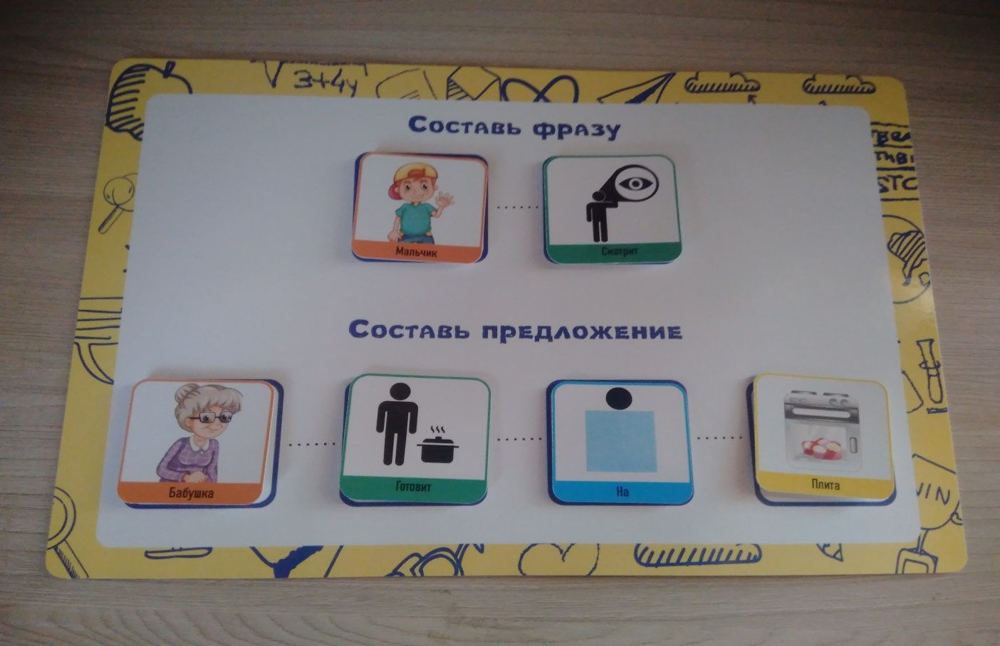 3+4y
Составь фразу
Мальчик
Смотрит
Составь предложение
Бабушка
Готовит
На
Плита